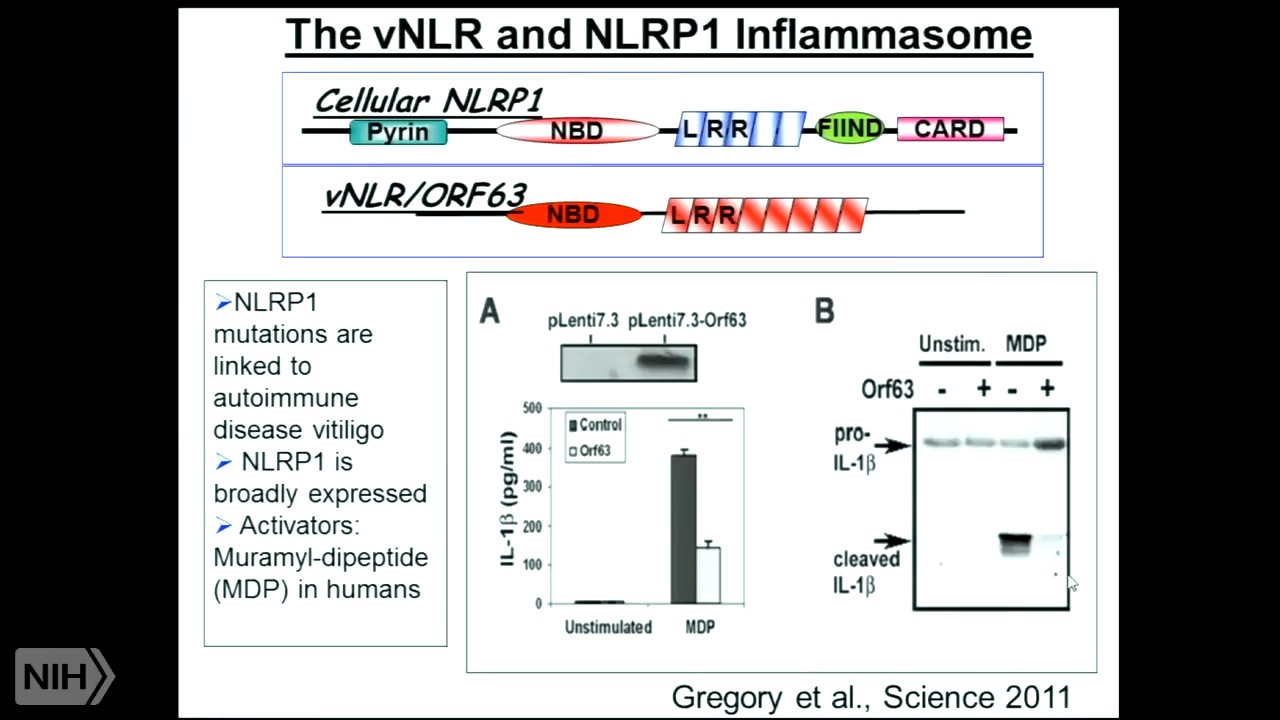 The vNLR and NLRP1 Inflammasome
Cellular NLRP1
Pyrin NBD LRR FIIND CARD
vNLR/ORF63
NBD LRR
➢NLRP1
mutations are
linked to
autoimmune
disease vitiligo
➢ NLRP1 is
broadly expressed
➢ Activators:
Muramyl-dipeptide
(MDP) in humans
A
pLenti7.3 pLenti7.3-Orf63
500
400
300
200
100
0
IL-1β (pg/ml)
Control
Orf63
**
Unstimulated MDP
B
Unstim. MDP
Orf63 - + - +
pro-
IL-1β
cleaved
IL-1β
Gregory et al., Science 2011
NIH